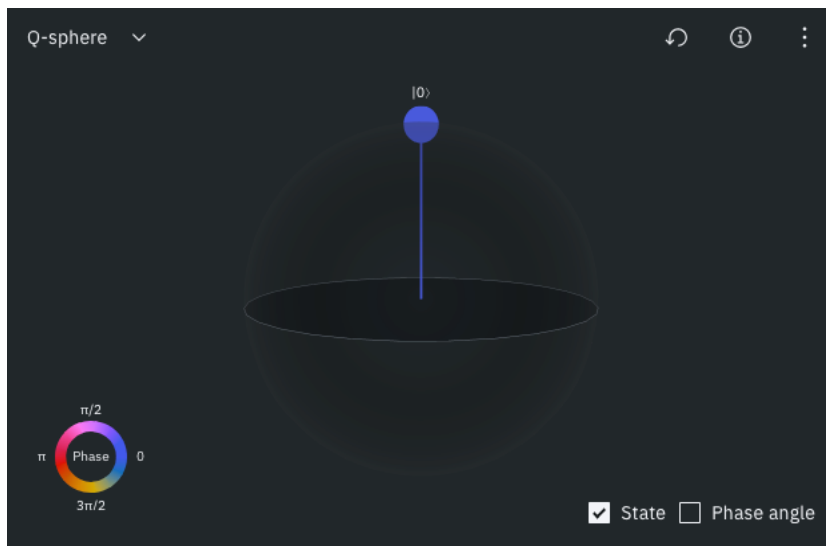 Q-sphere
|0⟩
π/2
π Phase 0
3π/2
State Phase angle